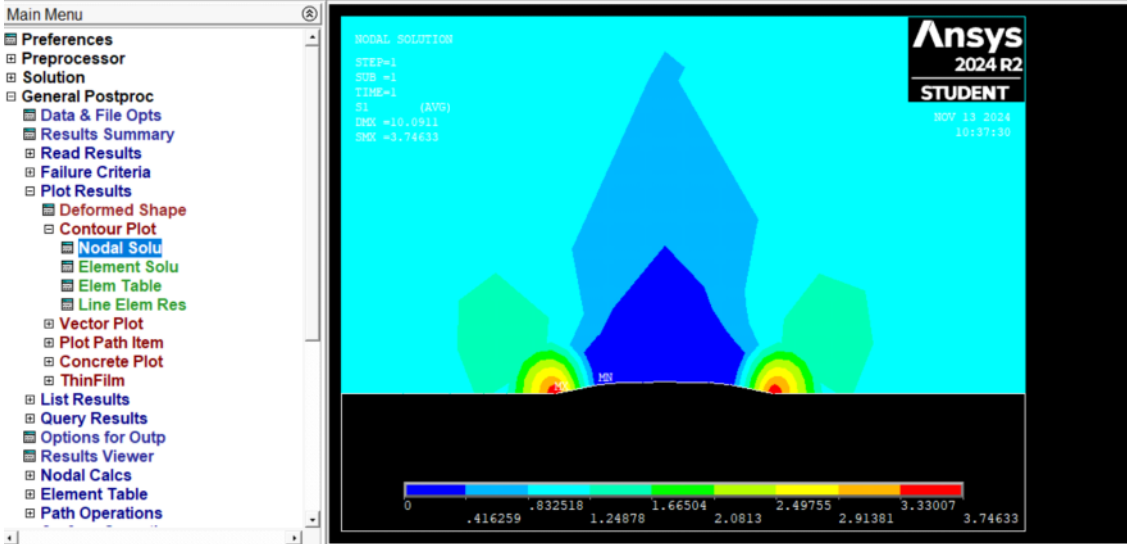 Main Menu
Preferences
Preprocessor
Solution
General Postproc
Data & File Opts
Results Summary
Read Results
Failure Criteria
Plot Results
Deformed Shape
Contour Plot
Nodal Solu
Element Solu
Elem Table
Line Elem Res
Vector Plot
Plot Path Item
Concrete Plot
ThinFilm
List Results
Query Results
Options for Outp
Results Viewer
Nodal Calcs
Element Table
Path Operations
NODAL SOLUTION
STEP=1
SUB =1
TIME=1
S1 (AVG)
DMX =10.0911
SMX =3.74633
Ansys
2024 R2
STUDENT
NOV 13 2024
10:37:30
MX
MN
0 .832518 1.66504 2.49755 3.33007
.416259 1.24878 2.0813 2.91381 3.74633